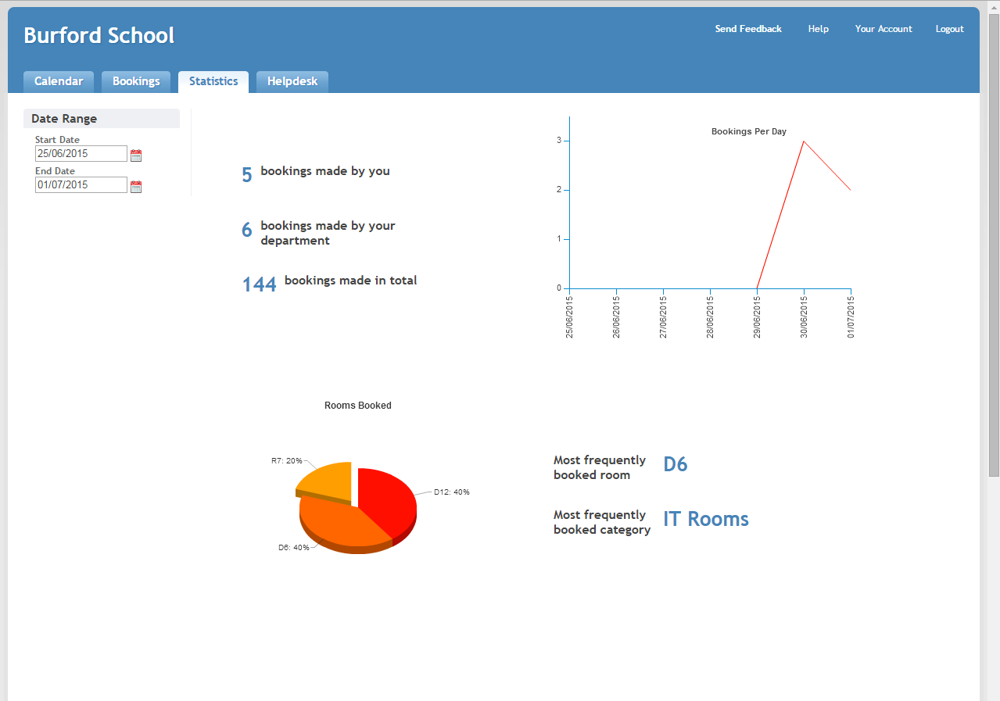 Burford School
Send Feedback Help Your Account Logout
Calendar Bookings Statistics Helpdesk
Date Range
Start Date
25/06/2015
End Date
01/07/2015
5 bookings made by you
6 bookings made by your
department
144 bookings made in total
Bookings Per Day
3
2
1
0
25/06/2015
26/06/2015
27/06/2015
28/06/2015
29/06/2015
30/06/2015
01/07/2015
Rooms Booked
R7: 20%
D12: 40%
D6: 40%
Most frequently
booked room
D6
Most frequently
booked category
IT Rooms